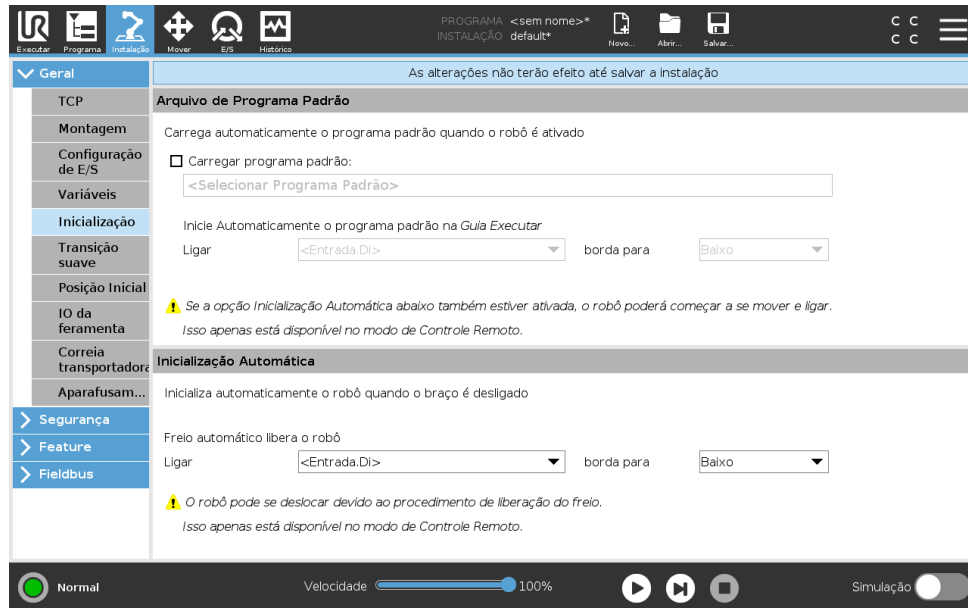 PROGRAMA <sem nome>*
INSTALAÇÃO default*
Executar Programa Instalação Mover E/S Histórico Novo... Abrir... Salvar...
C C
C C
Geral
TCP
Montagem
Configuração
de E/S
Variáveis
Inicialização
Transição
suave
Posição Inicial
IO da
feramenta
Correia
transportadora
Aparafusam...
Segurança
Feature
Fieldbus
As alterações não terão efeito até salvar a instalação
Arquivo de Programa Padrão
Carrega automaticamente o programa padrão quando o robô é ativado
Carregar programa padrão:
<Selecionar Programa Padrão>
Inicie Automaticamente o programa padrão na Guia Executar
Ligar <Entrada.Di> borda para Baixo
Se a opção Inicialização Automática abaixo também estiver ativada, o robô poderá começar a se mover e ligar.
Isso apenas está disponível no modo de Controle Remoto.
Inicialização Automática
Inicializa automaticamente o robô quando o braço é desligado
Freio automático libera o robô
Ligar <Entrada.Di> borda para Baixo
O robô pode se deslocar devido ao procedimento de liberação do freio.
Isso apenas está disponível no modo de Controle Remoto.
Normal Velocidade 100% Simulação